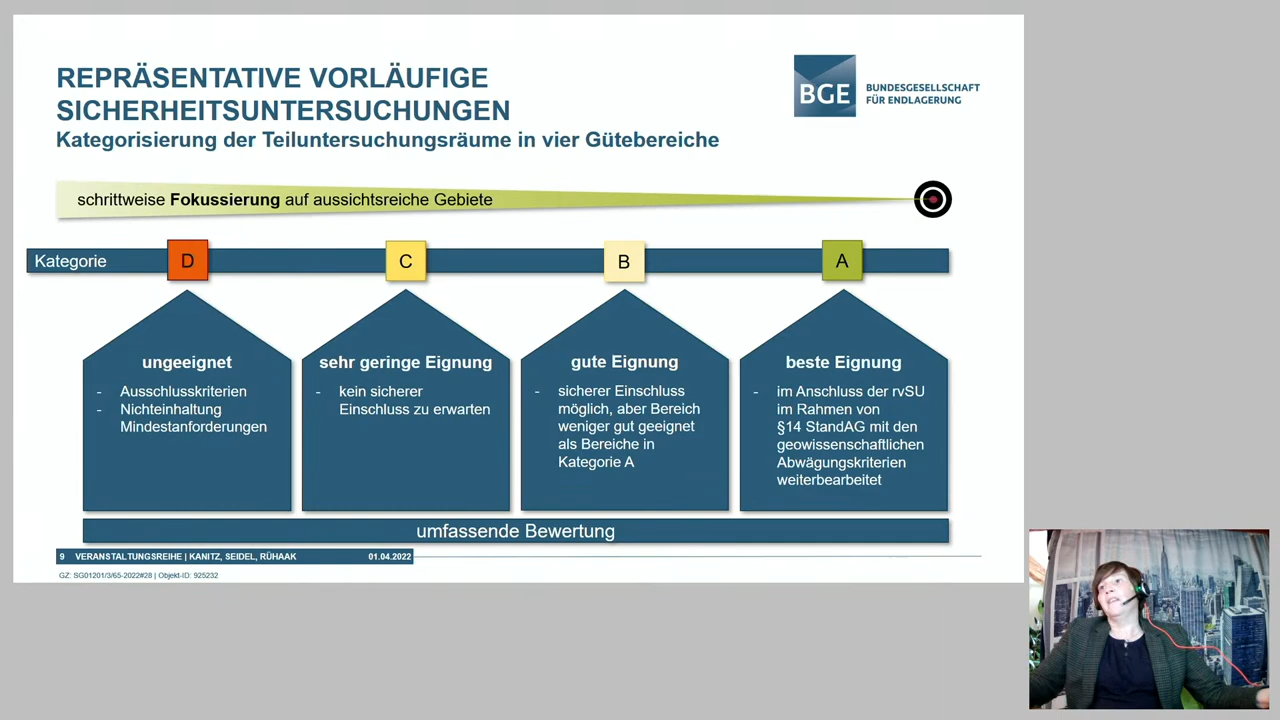 REPRÄSENTATIVE VORLÄUFIGE
SICHERHEITSUNTERSUCHUNGEN
Kategorisierung der Teiluntersuchungsräume in vier Gütebereiche
BGE
BUNDESGESELLSCHAFT
FÜR ENDLAGERUNG
schrittweise Fokussierung auf aussichtsreiche Gebiete
Kategorie
D
C
B
A
ungeeignet
- Ausschlusskriterien
- Nichteinhaltung
Mindestanforderungen
sehr geringe Eignung
- kein sicherer
Einschluss zu erwarten
gute Eignung
- sicherer Einschluss
möglich, aber Bereich
weniger gut geeignet
als Bereiche in
Kategorie A
beste Eignung
- im Anschluss der rvSU
im Rahmen von
§14 StandAG mit den
geowissenschaftlichen
Abwägungskriterien
weiterbearbeitet
umfassende Bewertung
9 VERANSTALTUNGSREIHE | KANITZ, SEIDEL, RÜHAAK 01.04.2022
GZ: SG01201/3/65-2022#28 | Objekt-ID: 925232